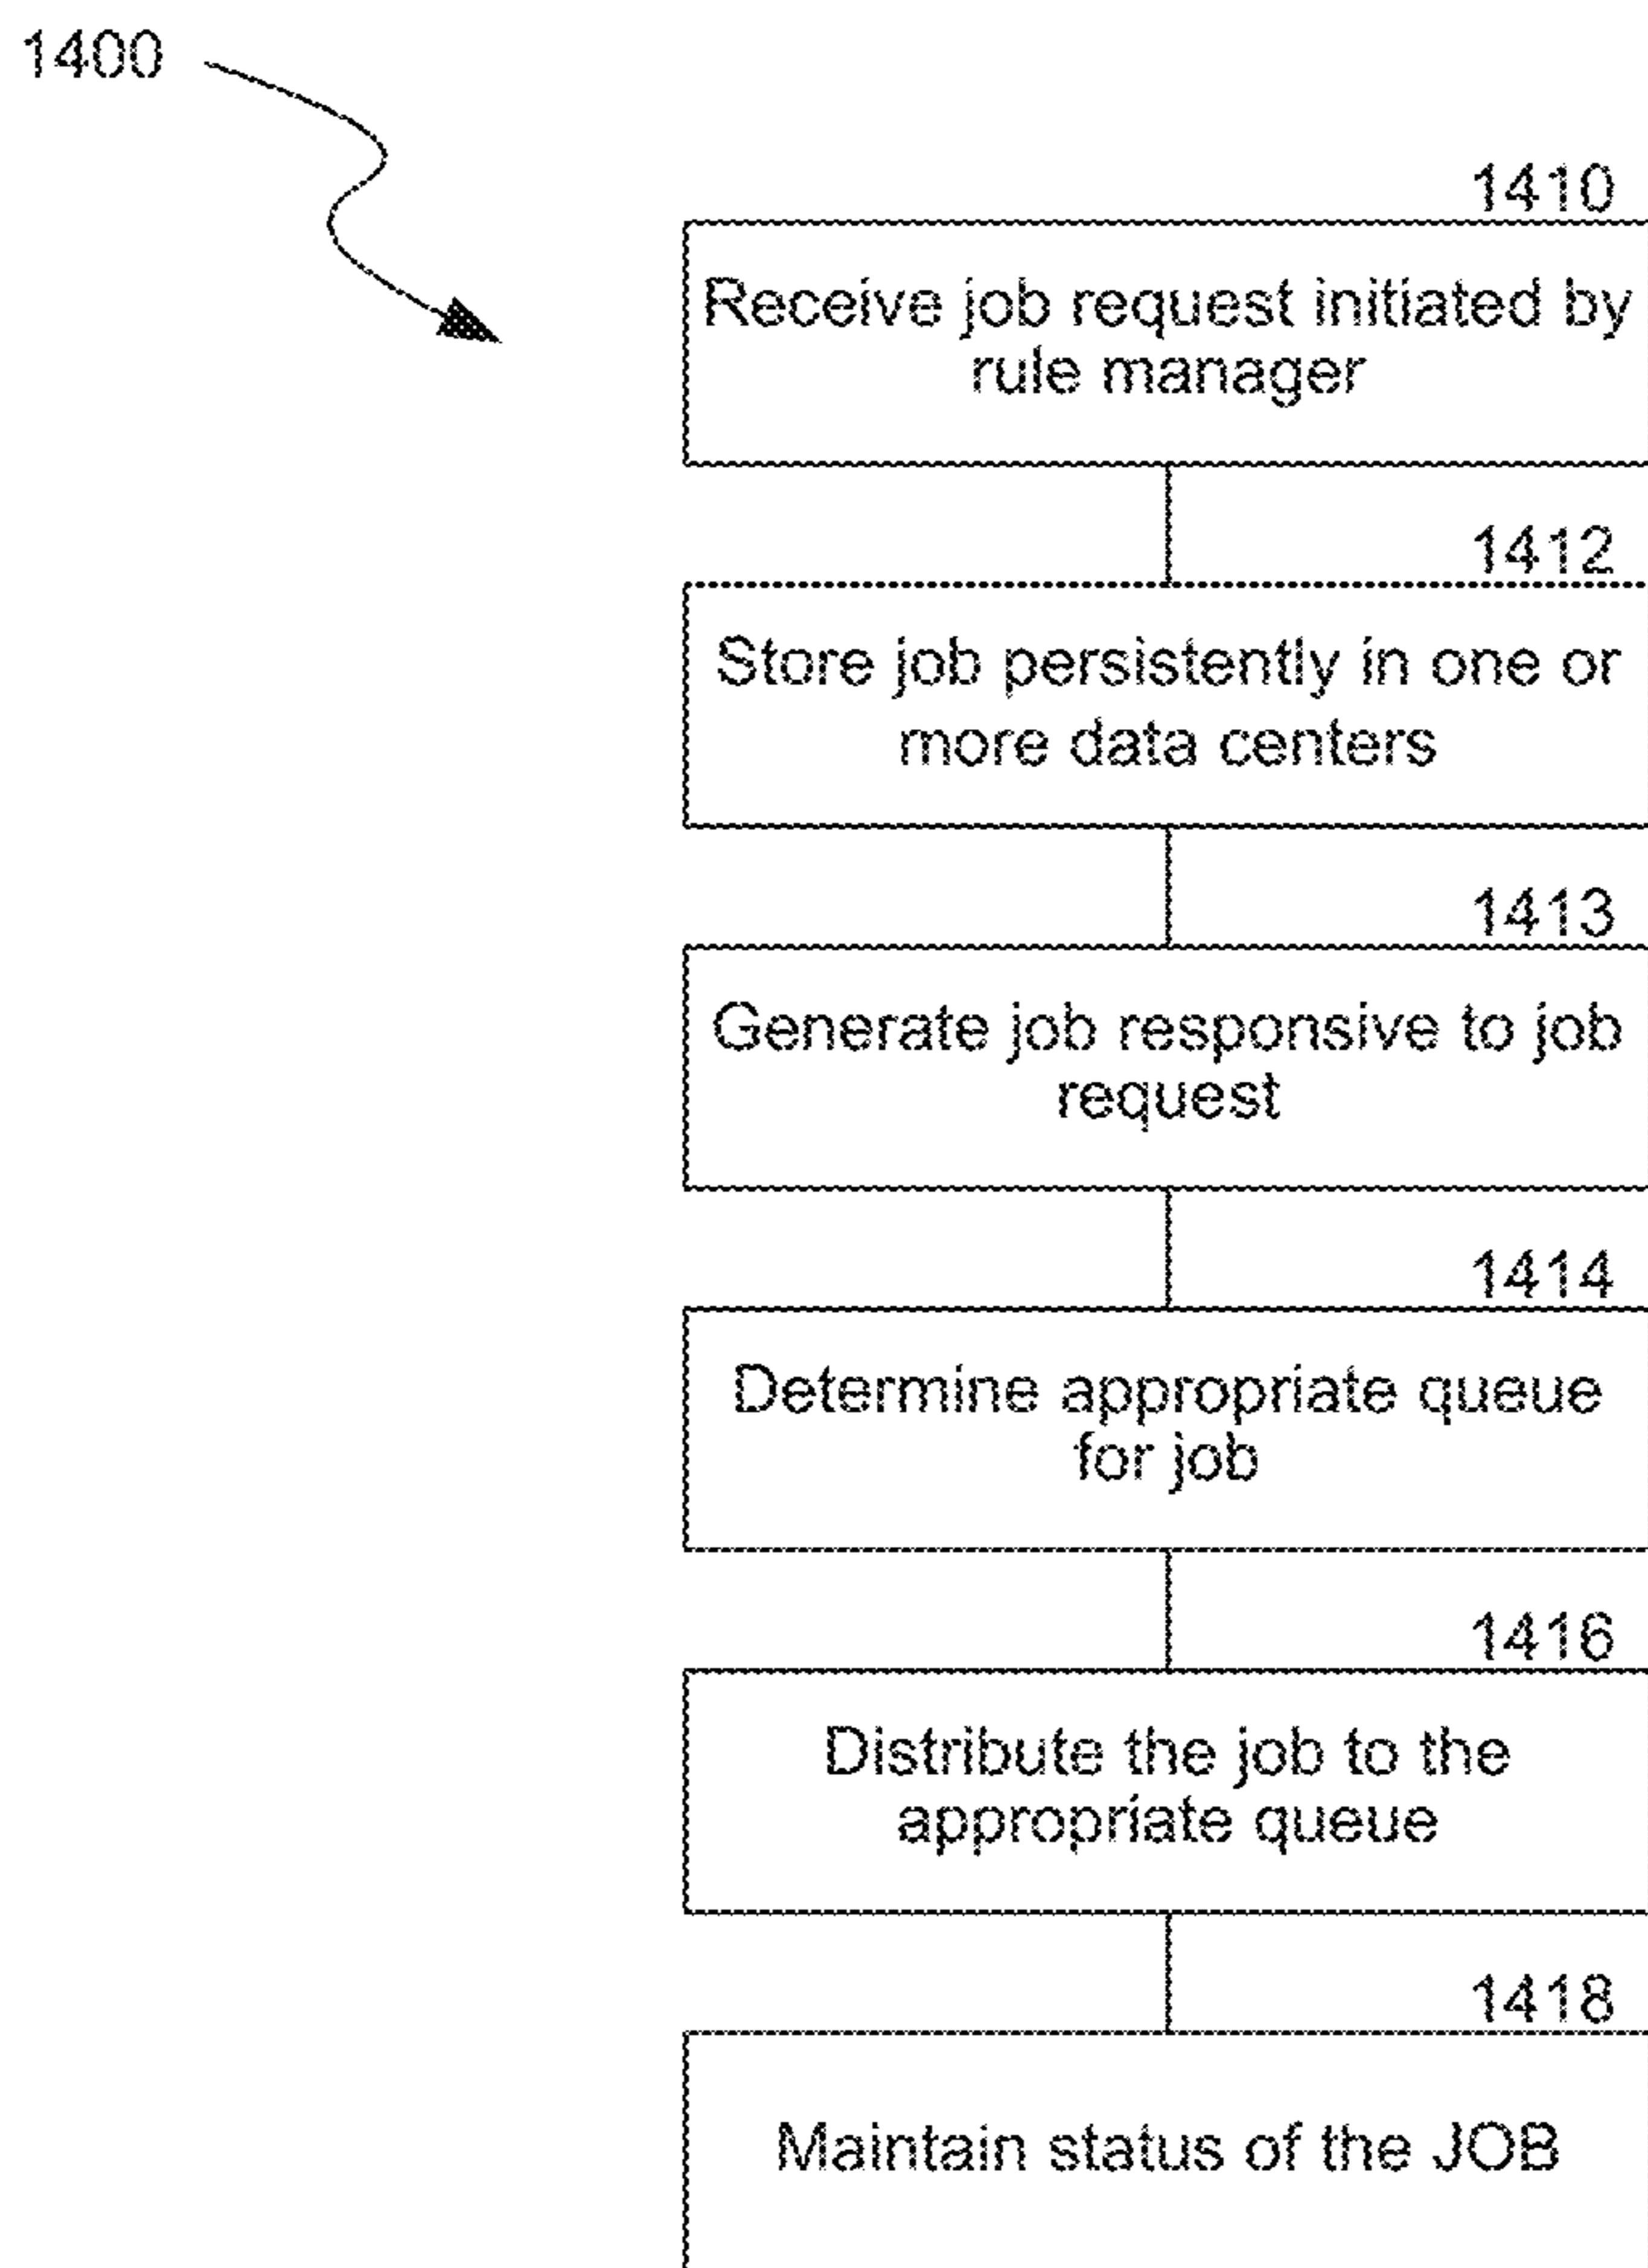 1400
1410
Receive job request initiated by
rule manager
1412
Store job persistently in one or
more data centers
1413
Generate job responsive to job
request
1414
Determine appropriate queue
for job
1416
Distribute the job to the
appropriate queue
1418
Maintain status of the JOB